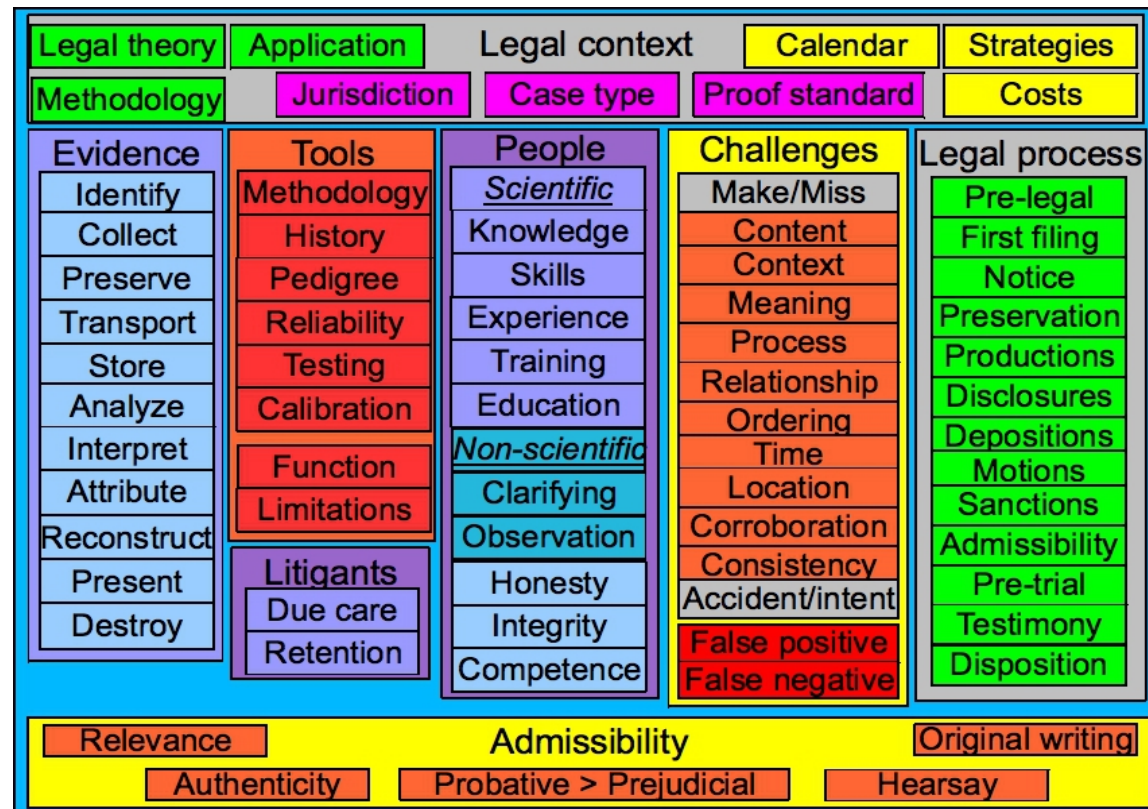 Legal theory Application Legal context Calendar Strategies
Methodology Jurisdiction Case type Proof standard Costs
Evidence
Identify
Collect
Preserve
Transport
Store
Analyze
Interpret
Attribute
Reconstruct
Present
Destroy
Tools
Methodology
History
Pedigree
Reliability
Testing
Calibration
Function
Limitations
Litigants
Due care
Retention
People
Scientific
Knowledge
Skills
Experience
Training
Education
Non-scientific
Clarifying
Observation
Honesty
Integrity
Competence
Challenges
Make/Miss
Content
Context
Meaning
Process
Relationship
Ordering
Time
Location
Corroboration
Consistency
Accident/intent
False positive
False negative
Legal process
Pre-legal
First filing
Notice
Preservation
Productions
Disclosures
Depositions
Motions
Sanctions
Admissibility
Pre-trial
Testimony
Disposition
Relevance Admissibility Original writing
Authenticity Probative > Prejudicial Hearsay